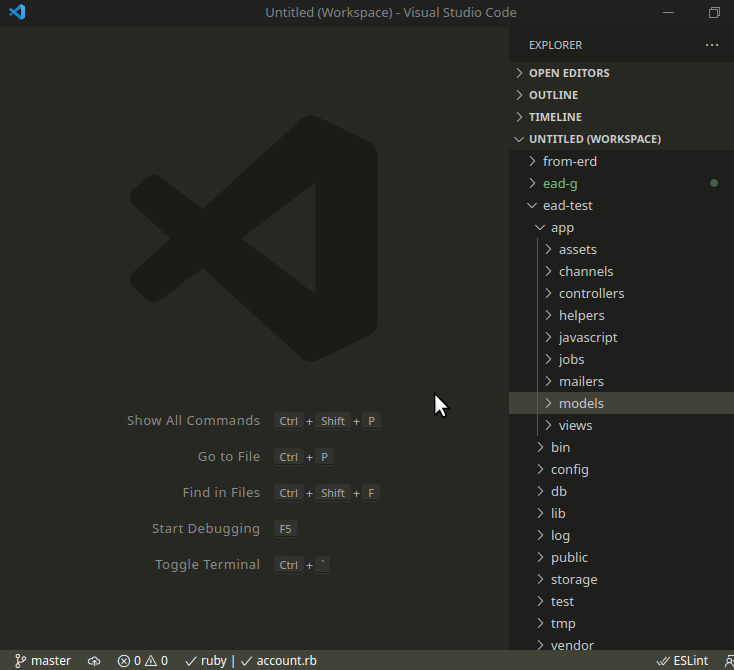 Untitled (Workspace) - Visual Studio Code
EXPLORER
OPEN EDITORS
OUTLINE
TIMELINE
UNTITLED (WORKSPACE)
from-erd
ead-g
ead-test
app
assets
channels
controllers
helpers
javascript
jobs
mailers
models
views
bin
config
db
lib
log
public
storage
test
tmp
vendor
Show All Commands Ctrl + Shift + P
Go to File Ctrl + P
Find in Files Ctrl + Shift + F
Start Debugging F5
Toggle Terminal Ctrl + `
master 0 0 ruby | account.rb ESLint